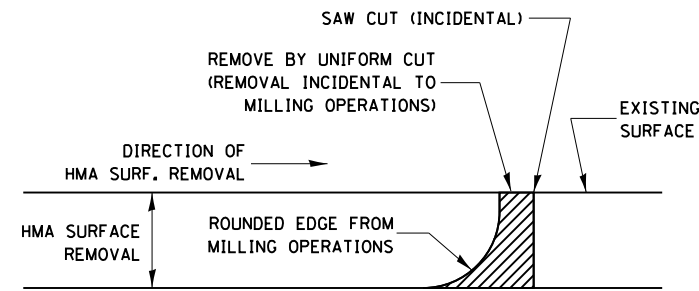 SAW CUT (INCIDENTAL)
REMOVE BY UNIFORM CUT
(REMOVAL INCIDENTAL TO
MILLING OPERATIONS)
EXISTING
SURFACE
DIRECTION OF
HMA SURF. REMOVAL
HMA SURFACE
REMOVAL
ROUNDED EDGE FROM
MILLING OPERATIONS